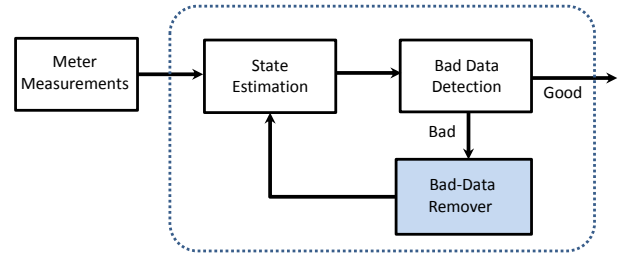 Meter
Measurements
State
Estimation
Bad Data
Detection
Good
Bad
Bad-Data
Remover